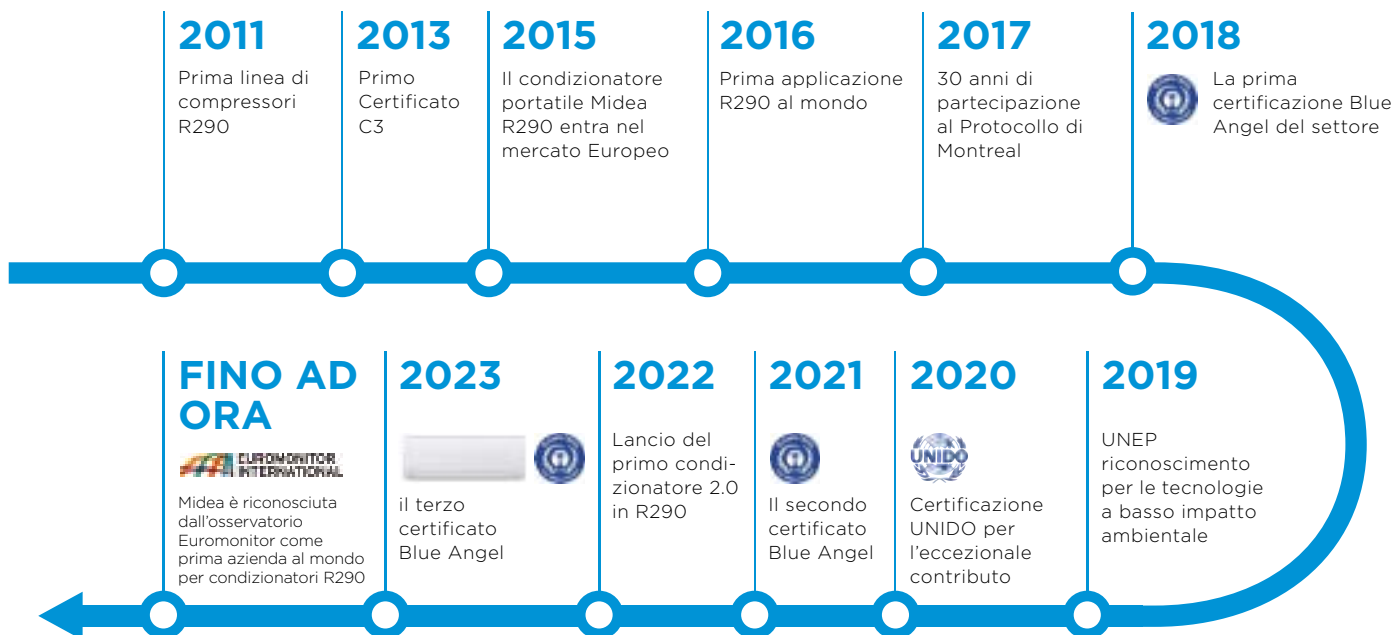 2011
Prima linea di
compressori
R290
2013
Primo
Certificato
C3
2015
Il condizionatore
portatile Midea
R290 entra nel
mercato Europeo
2016
Prima applicazione
R290 al mondo
2017
30 anni di
partecipazione
al Protocollo di
Montreal
2018
La prima
certificazione Blue
Angel del settore
2019
UNEP
riconoscimento
per le tecnologie
a basso impatto
ambientale
2020
UNIDO
Certificazione
UNIDO per
l'eccezionale
contributo
2021
Il secondo
certificato
Blue Angel
2022
Lancio del
primo condi-
zionatore 2.0
in R290
2023
il terzo
certificato
Blue Angel
FINO AD
ORA
EUROMONITOR
INTERNATIONAL
Midea è riconosciuta
dall'osservatorio
Euromonitor come
prima azienda al mondo
per condizionatori R290